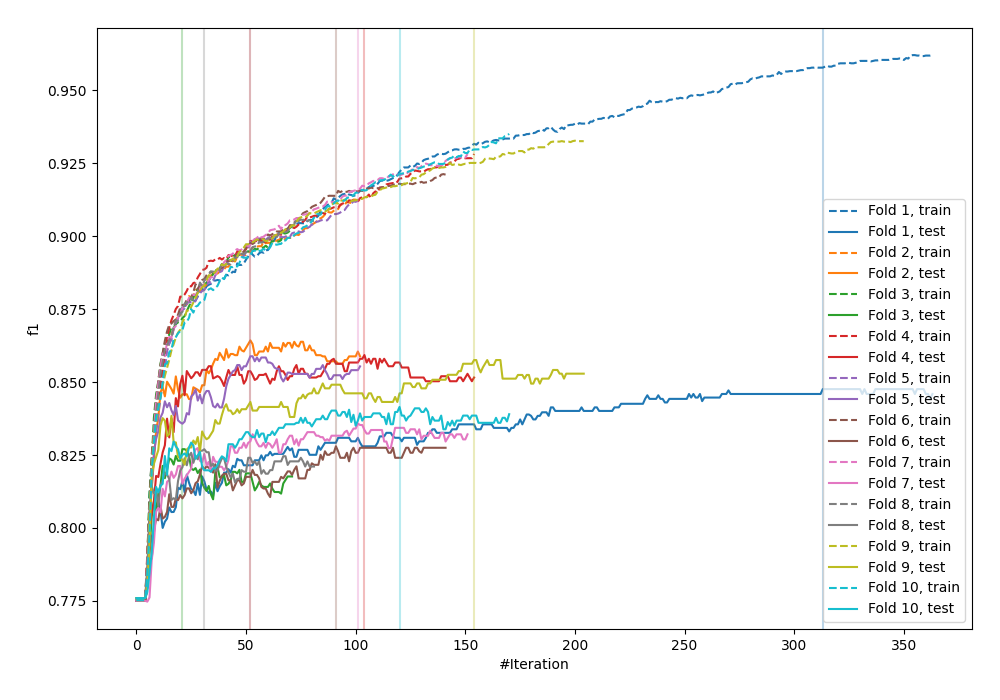 0.950
0.925
0.900
0.875
0.850
0.825
0.800
0.775
f1
0
50
100
150
200
250
300
350
#Iteration
Fold 1, train
Fold 1, test
Fold 2, train
Fold 2, test
Fold 3, train
Fold 3, test
Fold 4, train
Fold 4, test
Fold 5, train
Fold 5, test
Fold 6, train
Fold 6, test
Fold 7, train
Fold 7, test
Fold 8, train
Fold 8, test
Fold 9, train
Fold 9, test
Fold 10, train
Fold 10, test